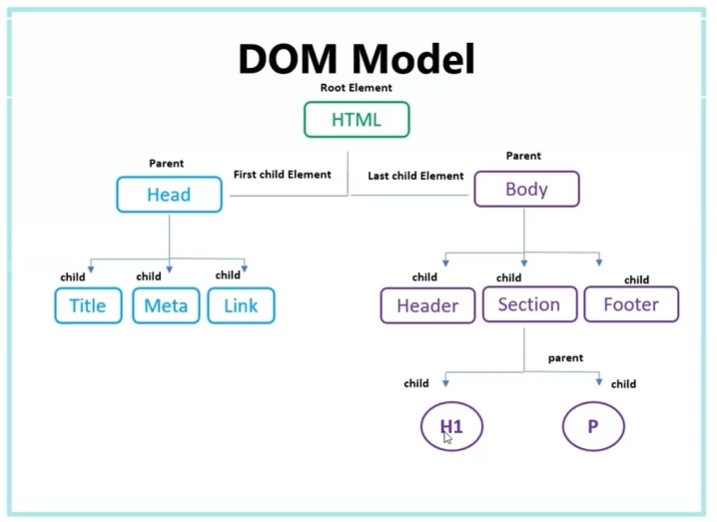 DOM Model
Root Element
HTML
Parent
Parent
First child Element
Last child Element
Head
Body
child
child
child
child
child
child
Title
Meta
Link
Header
Section
Footer
parent
child
child
H1
P